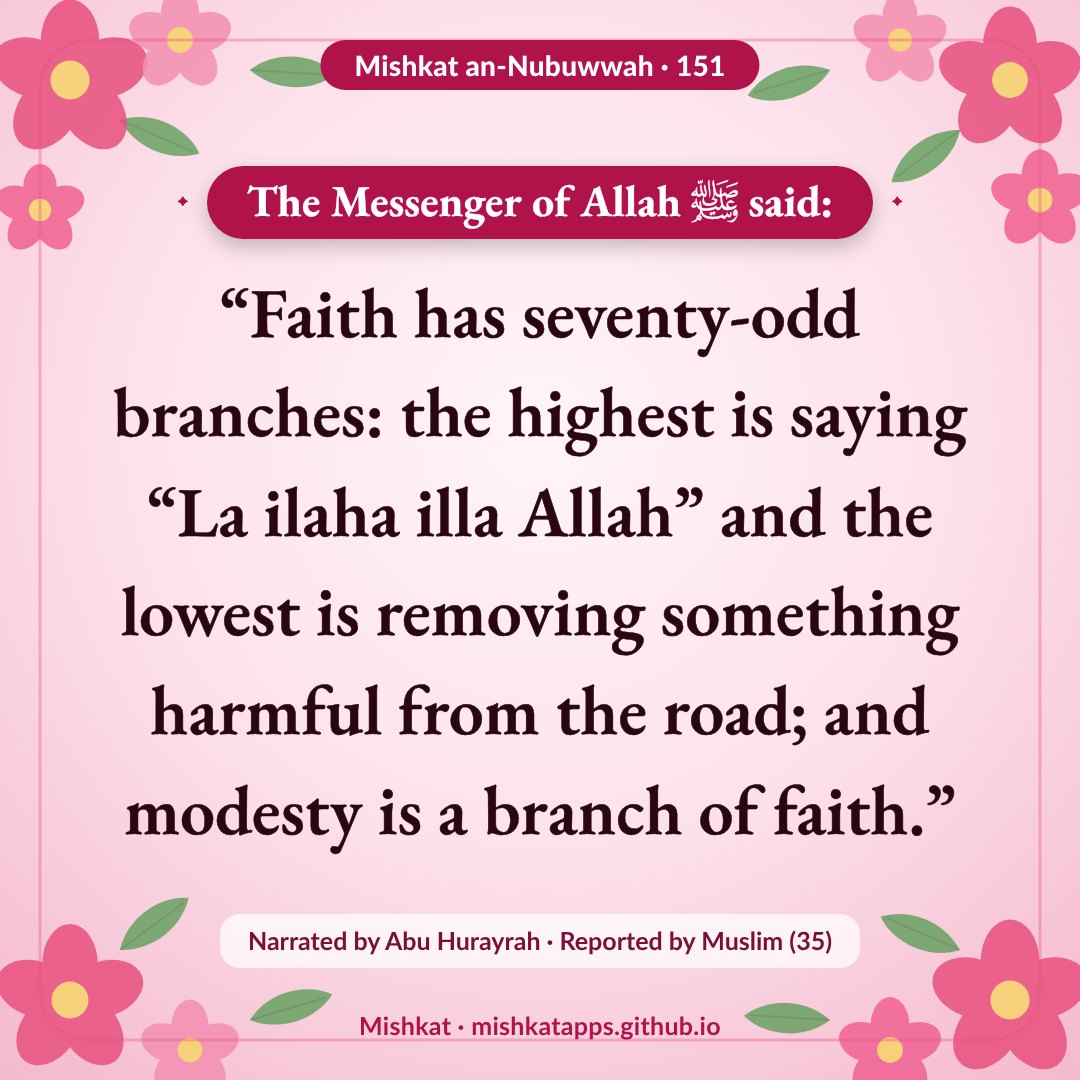 Mishkat an-Nubuwwah · 151
The Messenger of Allah ﷺ said:
“Faith has seventy-odd
branches: the highest is saying
“La ilaha illa Allah” and the
lowest is removing something
harmful from the road; and
modesty is a branch of faith.”
Narrated by Abu Hurayrah · Reported by Muslim (35)
Mishkat · mishkatapps.github.io